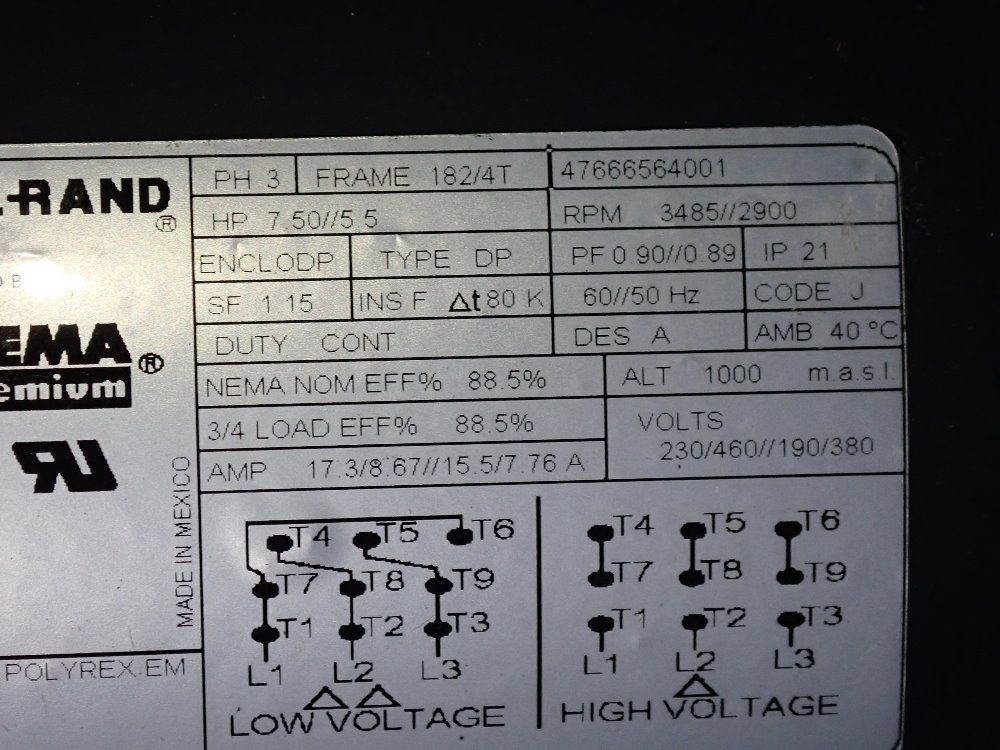 -RAND ®
PH 3 FRAME 182/4T 47666564001
HP 7.50//5.5 RPM 3485//2900
ENCLODP TYPE DP PF 0.90//0.89 IP 21
SF 1.15 INS F Δt80 K 60//50 Hz CODE J
DUTY CONT DES A AMB 40 °C
EMA ®
emium
NEMA NOM EFF% 88.5% ALT 1000 m.a.s.l.
3/4 LOAD EFF% 88.5% VOLTS
230/460//190/380
AMP 17.3/8.67//15.5/7.76 A
RU
MADE IN MEXICO
POLYREX EM
T4 T5 T6
T7 T8 T9
T1 T2 T3
L1 L2 L3
LOW VOLTAGE
T4 T5 T6
T7 T8 T9
T1 T2 T3
L1 L2 L3
HIGH VOLTAGE